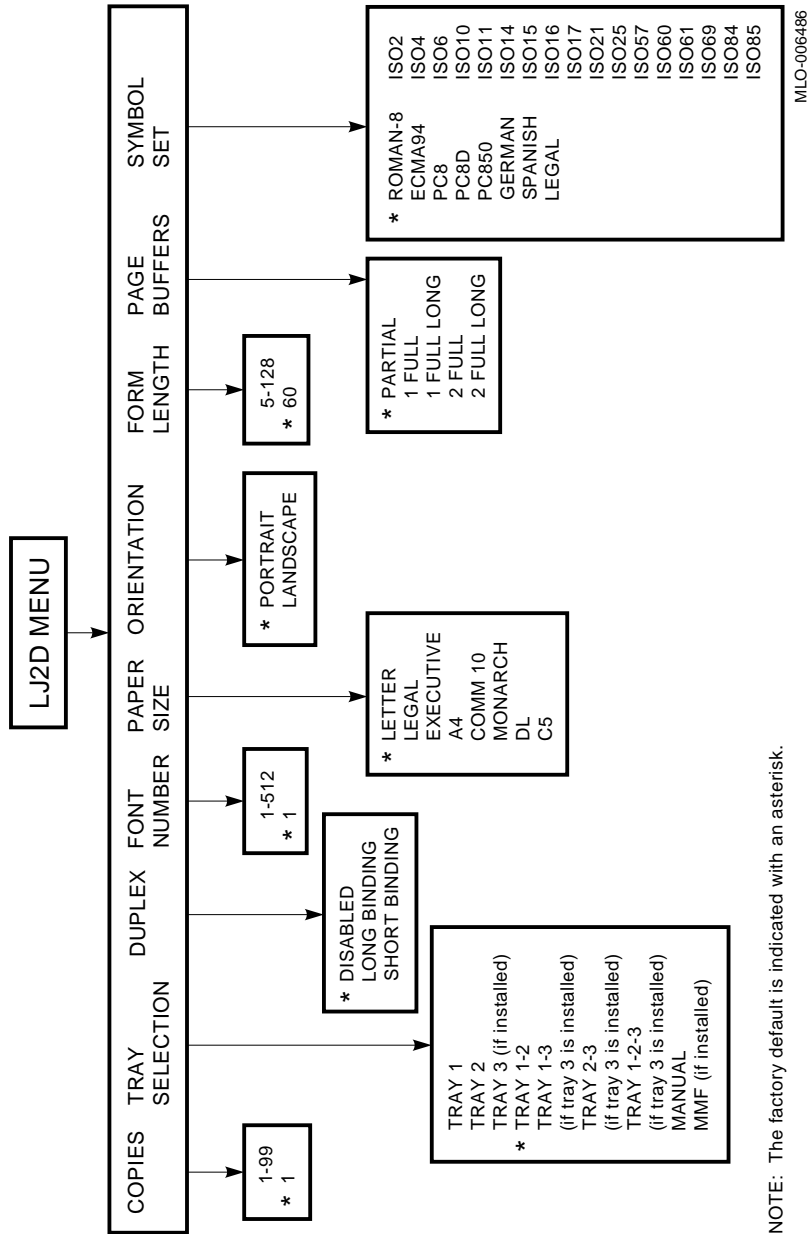 LJ2D MENU
COPIES
TRAY
SELECTION
DUPLEX
FONT
NUMBER
PAPER
SIZE
ORIENTATION
FORM
LENGTH
PAGE
BUFFERS
SYMBOL
SET
1-99
* 1
TRAY 1
TRAY 2
TRAY 3 (if installed)
* TRAY 1-2
TRAY 1-3
(if tray 3 is installed)
TRAY 2-3
(if tray 3 is installed)
TRAY 1-2-3
(if tray 3 is installed)
MANUAL
MMF (if installed)
* DISABLED
LONG BINDING
SHORT BINDING
1-512
* 1
* LETTER
LEGAL
EXECUTIVE
A4
COMM 10
MONARCH
DL
C5
* PORTRAIT
LANDSCAPE
5-128
* 60
* PARTIAL
1 FULL
1 FULL LONG
2 FULL
2 FULL LONG
* ROMAN-8 ISO2
ECMA94 ISO4
PC8 ISO6
PC8D ISO10
PC850 ISO11
GERMAN ISO14
SPANISH ISO15
LEGAL ISO16
ISO17
ISO21
ISO25
ISO57
ISO60
ISO61
ISO69
ISO84
ISO85
NOTE: The factory default is indicated with an asterisk.
MLO-006486